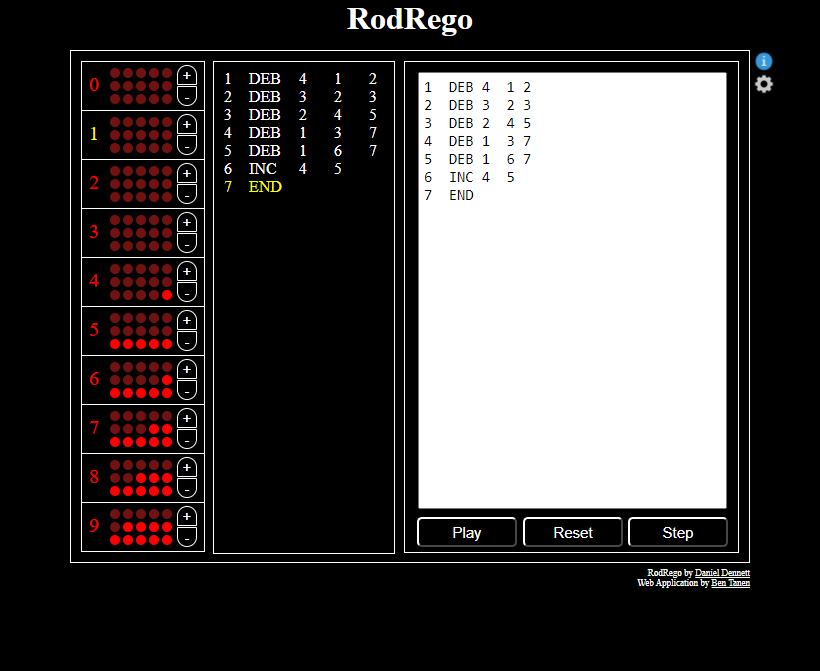 RodRego
0 + -
1 + -
2 + -
3 + -
4 + -
5 + -
6 + -
7 + -
8 + -
9 + -
1 DEB 4 1 2
2 DEB 3 2 3
3 DEB 2 4 5
4 DEB 1 3 7
5 DEB 1 6 7
6 INC 4 5
7 END
1 DEB 4 1 2
2 DEB 3 2 3
3 DEB 2 4 5
4 DEB 1 3 7
5 DEB 1 6 7
6 INC 4 5
7 END
Play Reset Step
i
RodRego by Daniel Dennett
Web Application by Ben Tanen